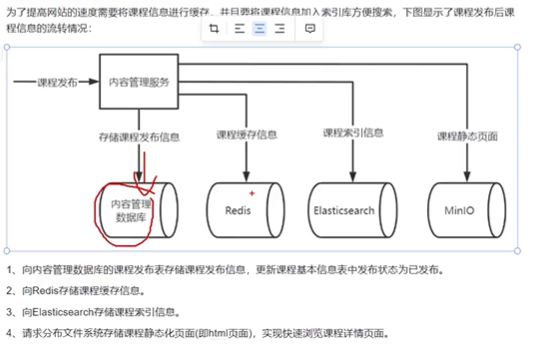 为了提高网站的速度需要将课程信息进行缓存，并且要将课程信息加入索引库方便搜索，下图显示了课程发布后课
程信息的流转情况：
课程发布
内容管理服务
存储课程发布信息
课程缓存信息
课程索引信息
课程静态页面
内容管理
数据库
Redis
Elasticsearch
MinIO
1、向内容管理数据库的课程发布表存储课程发布信息，更新课程基本信息表中发布状态为已发布。
2、向Redis存储课程缓存信息。
3、向Elasticsearch存储课程索引信息。
4、请求分布文件系统存储课程静态化页面(即html页面)，实现快速浏览课程详情页面。